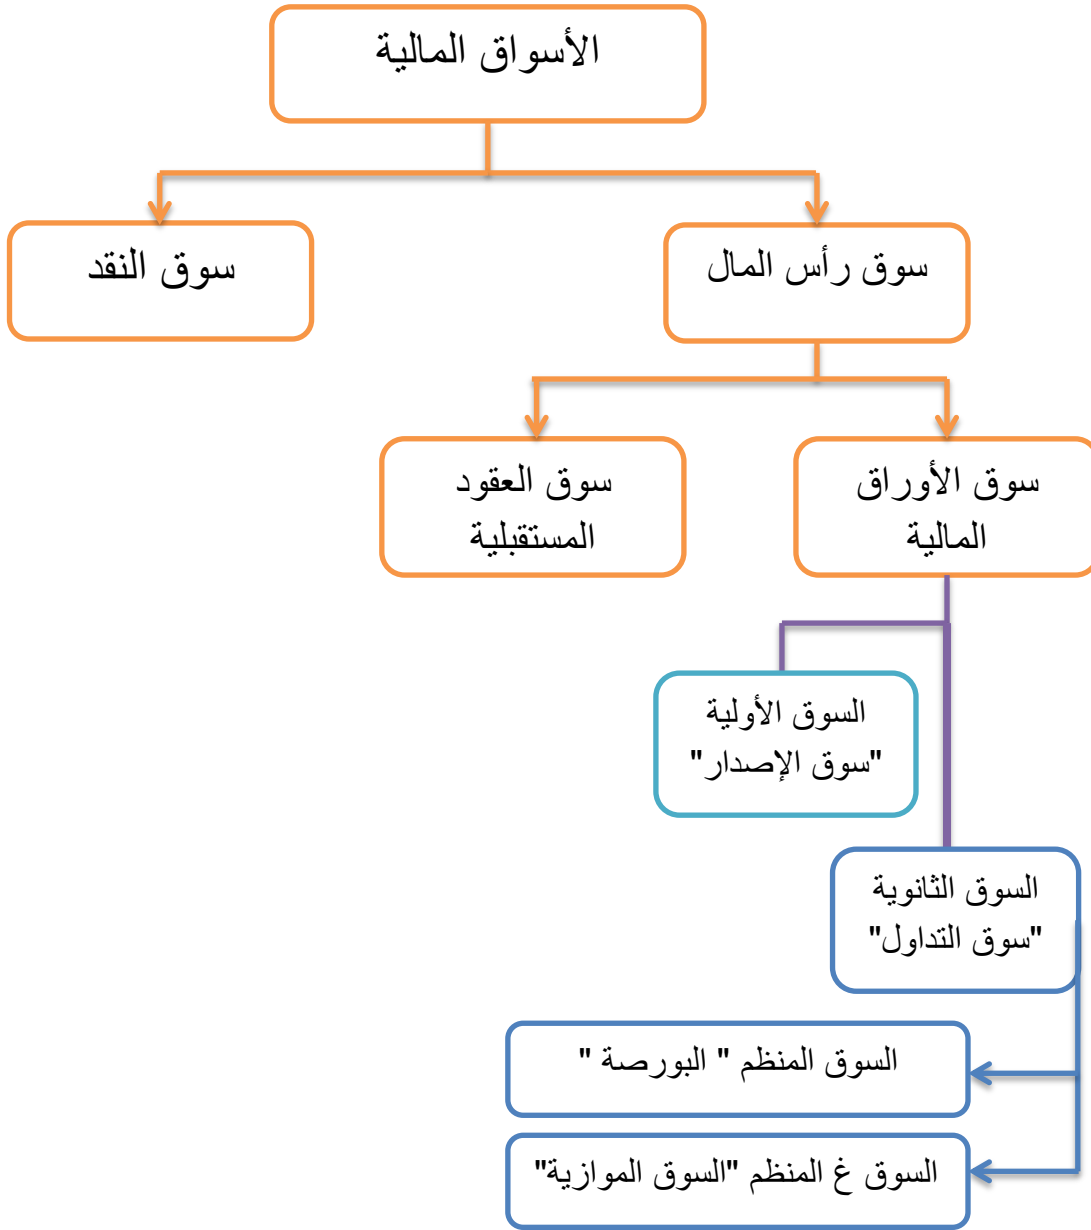 الأسواق المالية
سوق رأس المال
سوق النقد
سوق الأوراق
المالية
سوق العقود
المستقبلية
السوق الأولية
"سوق الإصدار"
السوق الثانوية
"سوق التداول"
السوق المنظم " البورصة "
السوق غ المنظم "السوق الموازية"